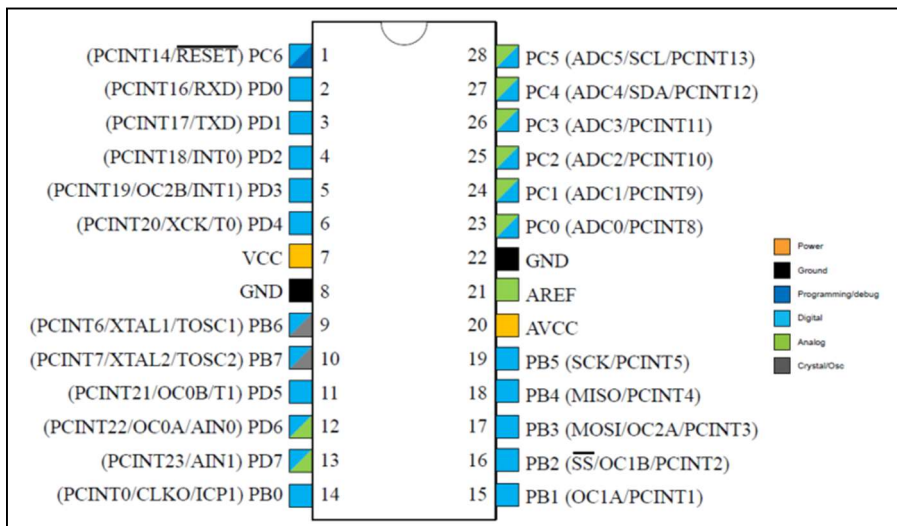 (PCINT14/RESET) PC6 1
(PCINT16/RXD) PD0 2
(PCINT17/TXD) PD1 3
(PCINT18/INT0) PD2 4
(PCINT19/OC2B/INT1) PD3 5
(PCINT20/XCK/T0) PD4 6
VCC 7
GND 8
(PCINT6/XTAL1/TOSC1) PB6 9
(PCINT7/XTAL2/TOSC2) PB7 10
(PCINT21/OC0B/T1) PD5 11
(PCINT22/OC0A/AIN0) PD6 12
(PCINT23/AIN1) PD7 13
(PCINT0/CLKO/ICP1) PB0 14
28 PC5 (ADC5/SCL/PCINT13)
27 PC4 (ADC4/SDA/PCINT12)
26 PC3 (ADC3/PCINT11)
25 PC2 (ADC2/PCINT10)
24 PC1 (ADC1/PCINT9)
23 PC0 (ADC0/PCINT8)
22 GND
21 AREF
20 AVCC
19 PB5 (SCK/PCINT5)
18 PB4 (MISO/PCINT4)
17 PB3 (MOSI/OC2A/PCINT3)
16 PB2 (SS/OC1B/PCINT2)
15 PB1 (OC1A/PCINT1)
Power
Ground
Programming/debug
Digital
Analog
Crystal/Osc